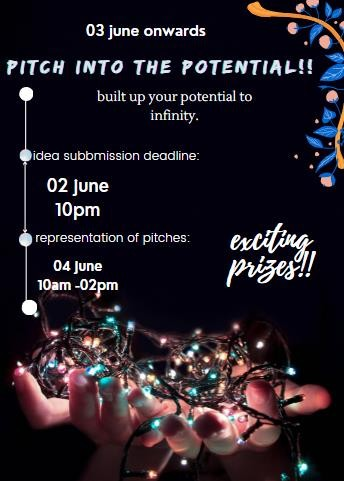 03 june onwards
PITCH INTO THE POTENTIAL!!
built up your potential to
infinity.
idea subbmission deadline:
02 june
10pm
representation of pitches:
04 june
10am -02pm
exciting
prizes!!